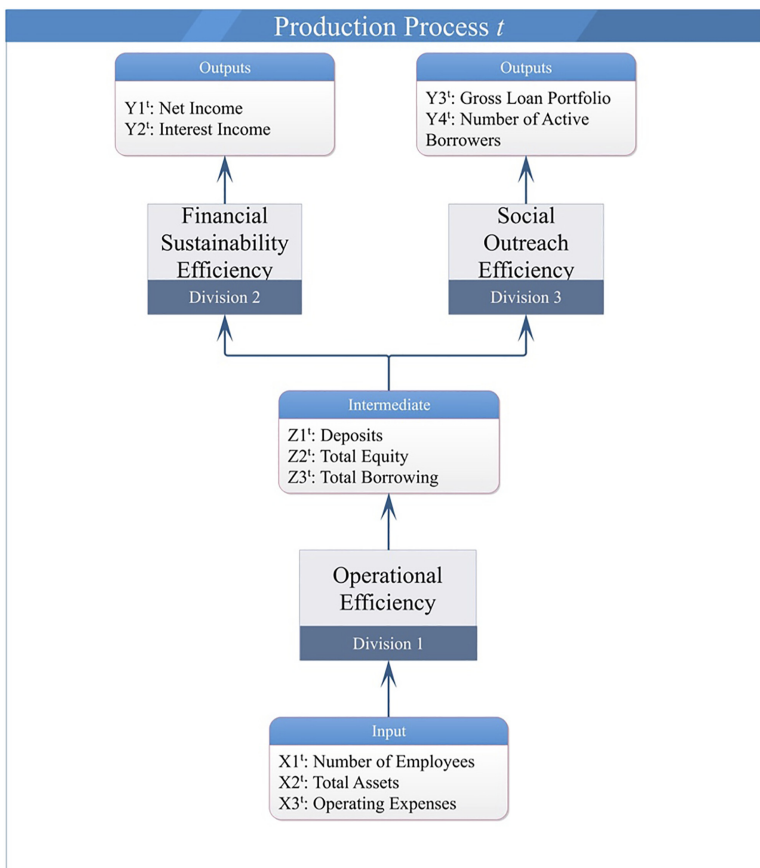 Production Process t
Outputs
Y1ᵗ: Net Income
Y2ᵗ: Interest Income
Outputs
Y3ᵗ: Gross Loan Portfolio
Y4ᵗ: Number of Active
Borrowers
Financial
Sustainability
Efficiency
Division 2
Social
Outreach
Efficiency
Division 3
Intermediate
Z1ᵗ: Deposits
Z2ᵗ: Total Equity
Z3ᵗ: Total Borrowing
Operational
Efficiency
Division 1
Input
X1ᵗ: Number of Employees
X2ᵗ: Total Assets
X3ᵗ: Operating Expenses